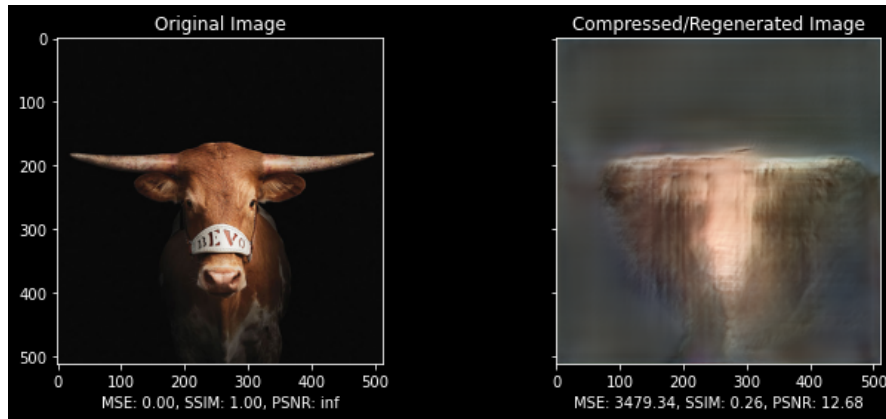 Original Image
Compressed/Regenerated Image
0
100
200
300
400
500
BEVO
0 100 200 300 400 500
0 100 200 300 400 500
MSE: 0.00, SSIM: 1.00, PSNR: inf
MSE: 3479.34, SSIM: 0.26, PSNR: 12.68